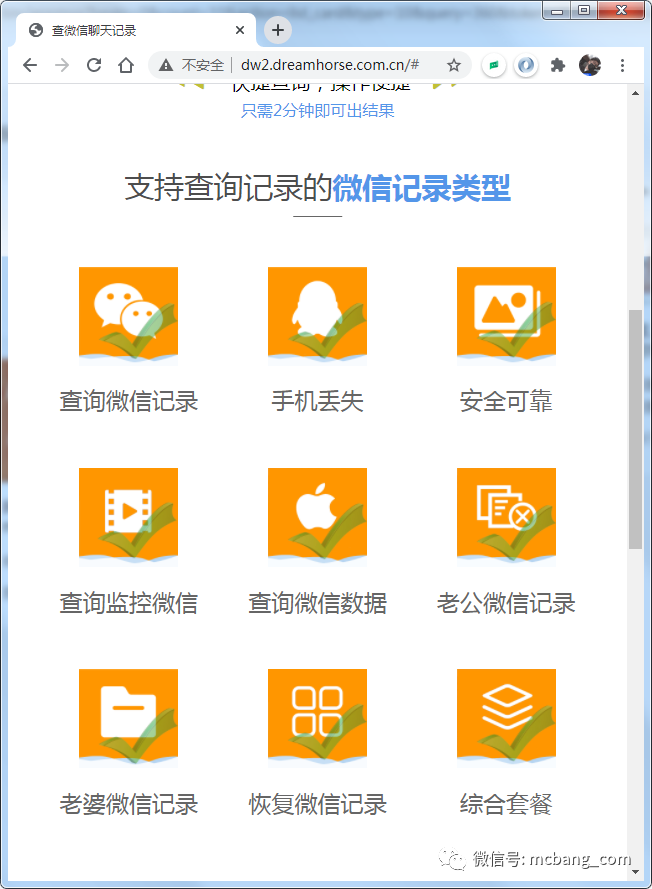 查微信聊天记录
不安全 | dw2.dreamhorse.com.cn/#
快捷查询，操作便捷
只需2分钟即可出结果
支持查询记录的微信记录类型
查询微信记录 手机丢失 安全可靠
查询监控微信 查询微信数据 老公微信记录
老婆微信记录 恢复微信记录 综合套餐
微信号: mcbang_com